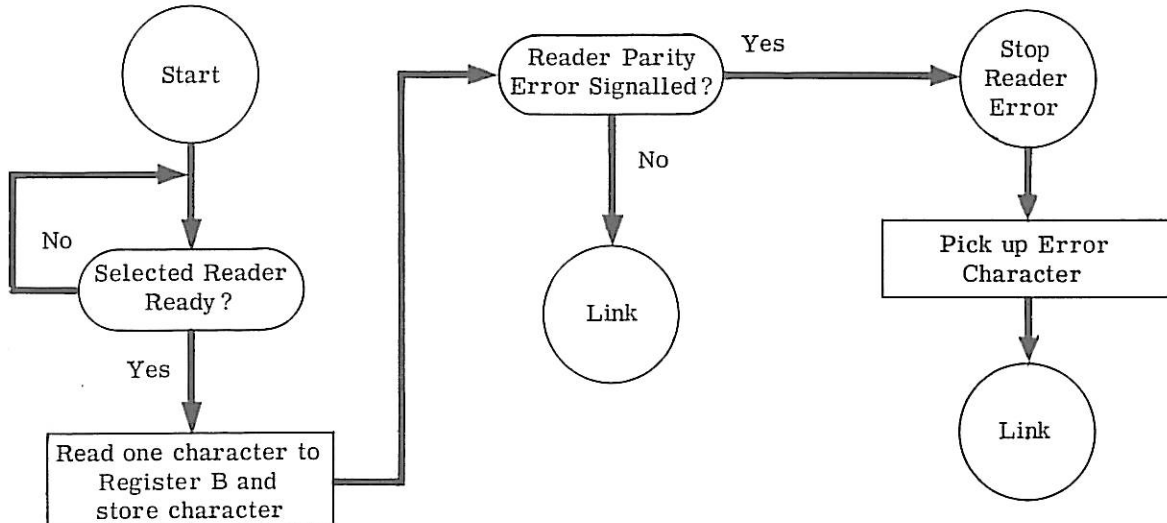 Start
No
Selected Reader
Ready?
Yes
Read one character to
Register B and
store character
Reader Parity
Error Signalled?
Yes
No
Link
Stop
Reader
Error
Pick up Error
Character
Link